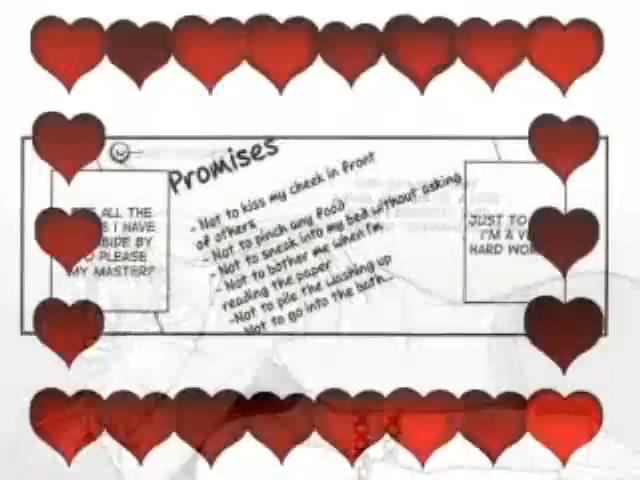 Promises
- Not to kiss my cheek in front
of others
- Not to pinch any food
- Not to sneak into my bed without asking
- Not to bother me when I'm
reading the paper
- Not to pile the washing up
Not to go into the bath...
ALL THE
I HAVE
BIDE BY
PLEASE
MY MASTER?
JUST TO
I'M A
HARD